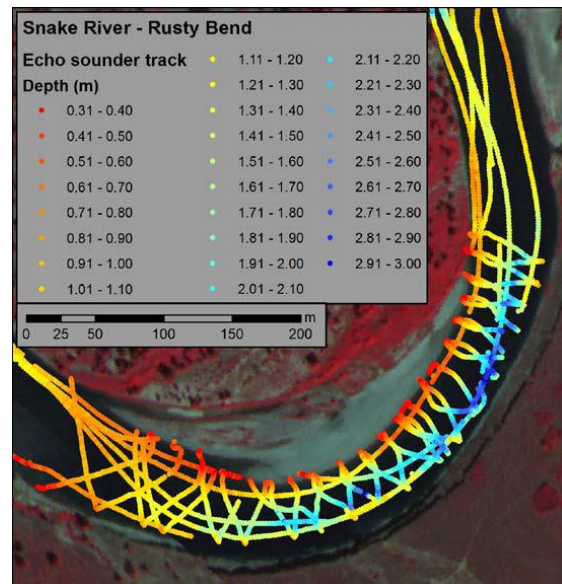 Snake River - Rusty Bend
Echo sounder track
Depth (m)
0.31 - 0.40
0.41 - 0.50
0.51 - 0.60
0.61 - 0.70
0.71 - 0.80
0.81 - 0.90
0.91 - 1.00
1.01 - 1.10
1.11 - 1.20
1.21 - 1.30
1.31 - 1.40
1.41 - 1.50
1.51 - 1.60
1.61 - 1.70
1.71 - 1.80
1.81 - 1.90
1.91 - 2.00
2.01 - 2.10
2.11 - 2.20
2.21 - 2.30
2.31 - 2.40
2.41 - 2.50
2.51 - 2.60
2.61 - 2.70
2.71 - 2.80
2.81 - 2.90
2.91 - 3.00
m
0 25 50 100 150 200